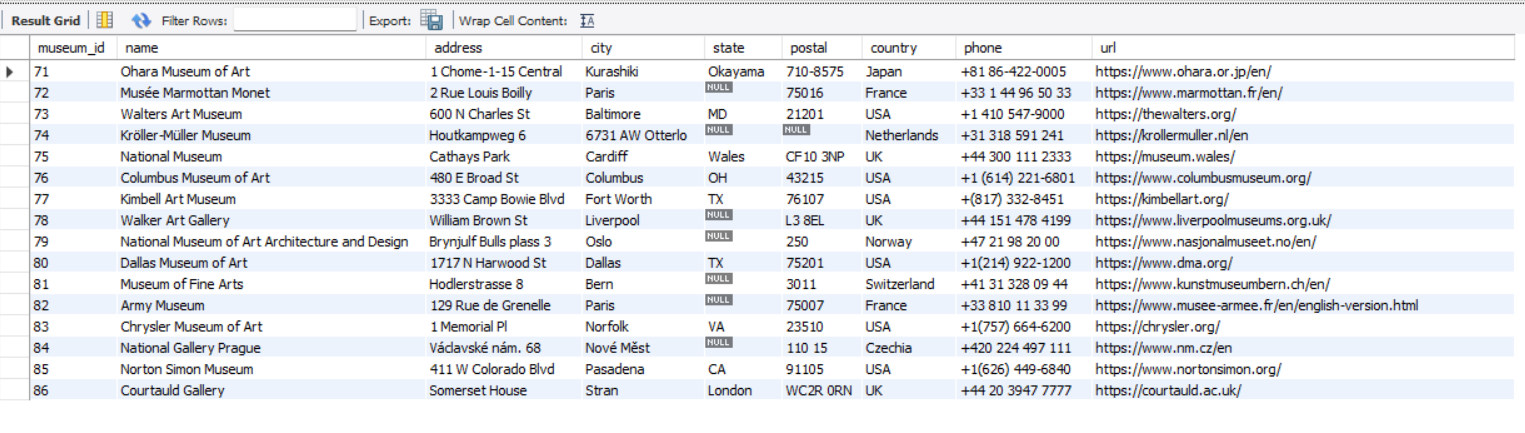 Result Grid Filter Rows: Export: Wrap Cell Content: IA
museum_id name address city state postal country phone url
71 Ohara Museum of Art 1 Chome-1-15 Central Kurashiki Okayama 710-8575 Japan +81 86-422-0005 https://www.ohara.or.jp/en/
72 Musée Marmottan Monet 2 Rue Louis Boilly Paris NULL 75016 France +33 1 44 96 50 33 https://www.marmottan.fr/en/
73 Walters Art Museum 600 N Charles St Baltimore MD 21201 USA +1 410 547-9000 https://thewalters.org/
74 Kröller-Müller Museum Houtkampweg 6 6731 AW Otterlo NULL NULL Netherlands +31 318 591 241 https://krollermuller.nl/en
75 National Museum Cathays Park Cardiff Wales CF10 3NP UK +44 300 111 2333 https://museum.wales/
76 Columbus Museum of Art 480 E Broad St Columbus OH 43215 USA +1 (614) 221-6801 https://www.columbusmuseum.org/
77 Kimbell Art Museum 3333 Camp Bowie Blvd Fort Worth TX 76107 USA +(817) 332-8451 https://kimbellart.org/
78 Walker Art Gallery William Brown St Liverpool NULL L3 8EL UK +44 151 478 4199 https://www.liverpoolmuseums.org.uk/
79 National Museum of Art Architecture and Design Brynjulf Bulls plass 3 Oslo NULL 250 Norway +47 21 98 20 00 https://www.nasjonalmuseet.no/en/
80 Dallas Museum of Art 1717 N Harwood St Dallas TX 75201 USA +1(214) 922-1200 https://www.dma.org/
81 Museum of Fine Arts Hodlerstrasse 8 Bern NULL 3011 Switzerland +41 31 328 09 44 https://www.kunstmuseumbern.ch/en/
82 Army Museum 129 Rue de Grenelle Paris NULL 75007 France +33 810 11 33 99 https://www.musee-armee.fr/en/english-version.html
83 Chrysler Museum of Art 1 Memorial Pl Norfolk VA 23510 USA +1(757) 664-6200 https://chrysler.org/
84 National Gallery Prague Václavské nám. 68 Nové Měst NULL 110 15 Czechia +420 224 497 111 https://www.nm.cz/en
85 Norton Simon Museum 411 W Colorado Blvd Pasadena CA 91105 USA +1(626) 449-6840 https://www.nortonsimon.org/
86 Courtauld Gallery Somerset House Stran London WC2R 0RN UK +44 20 3947 7777 https://courtauld.ac.uk/